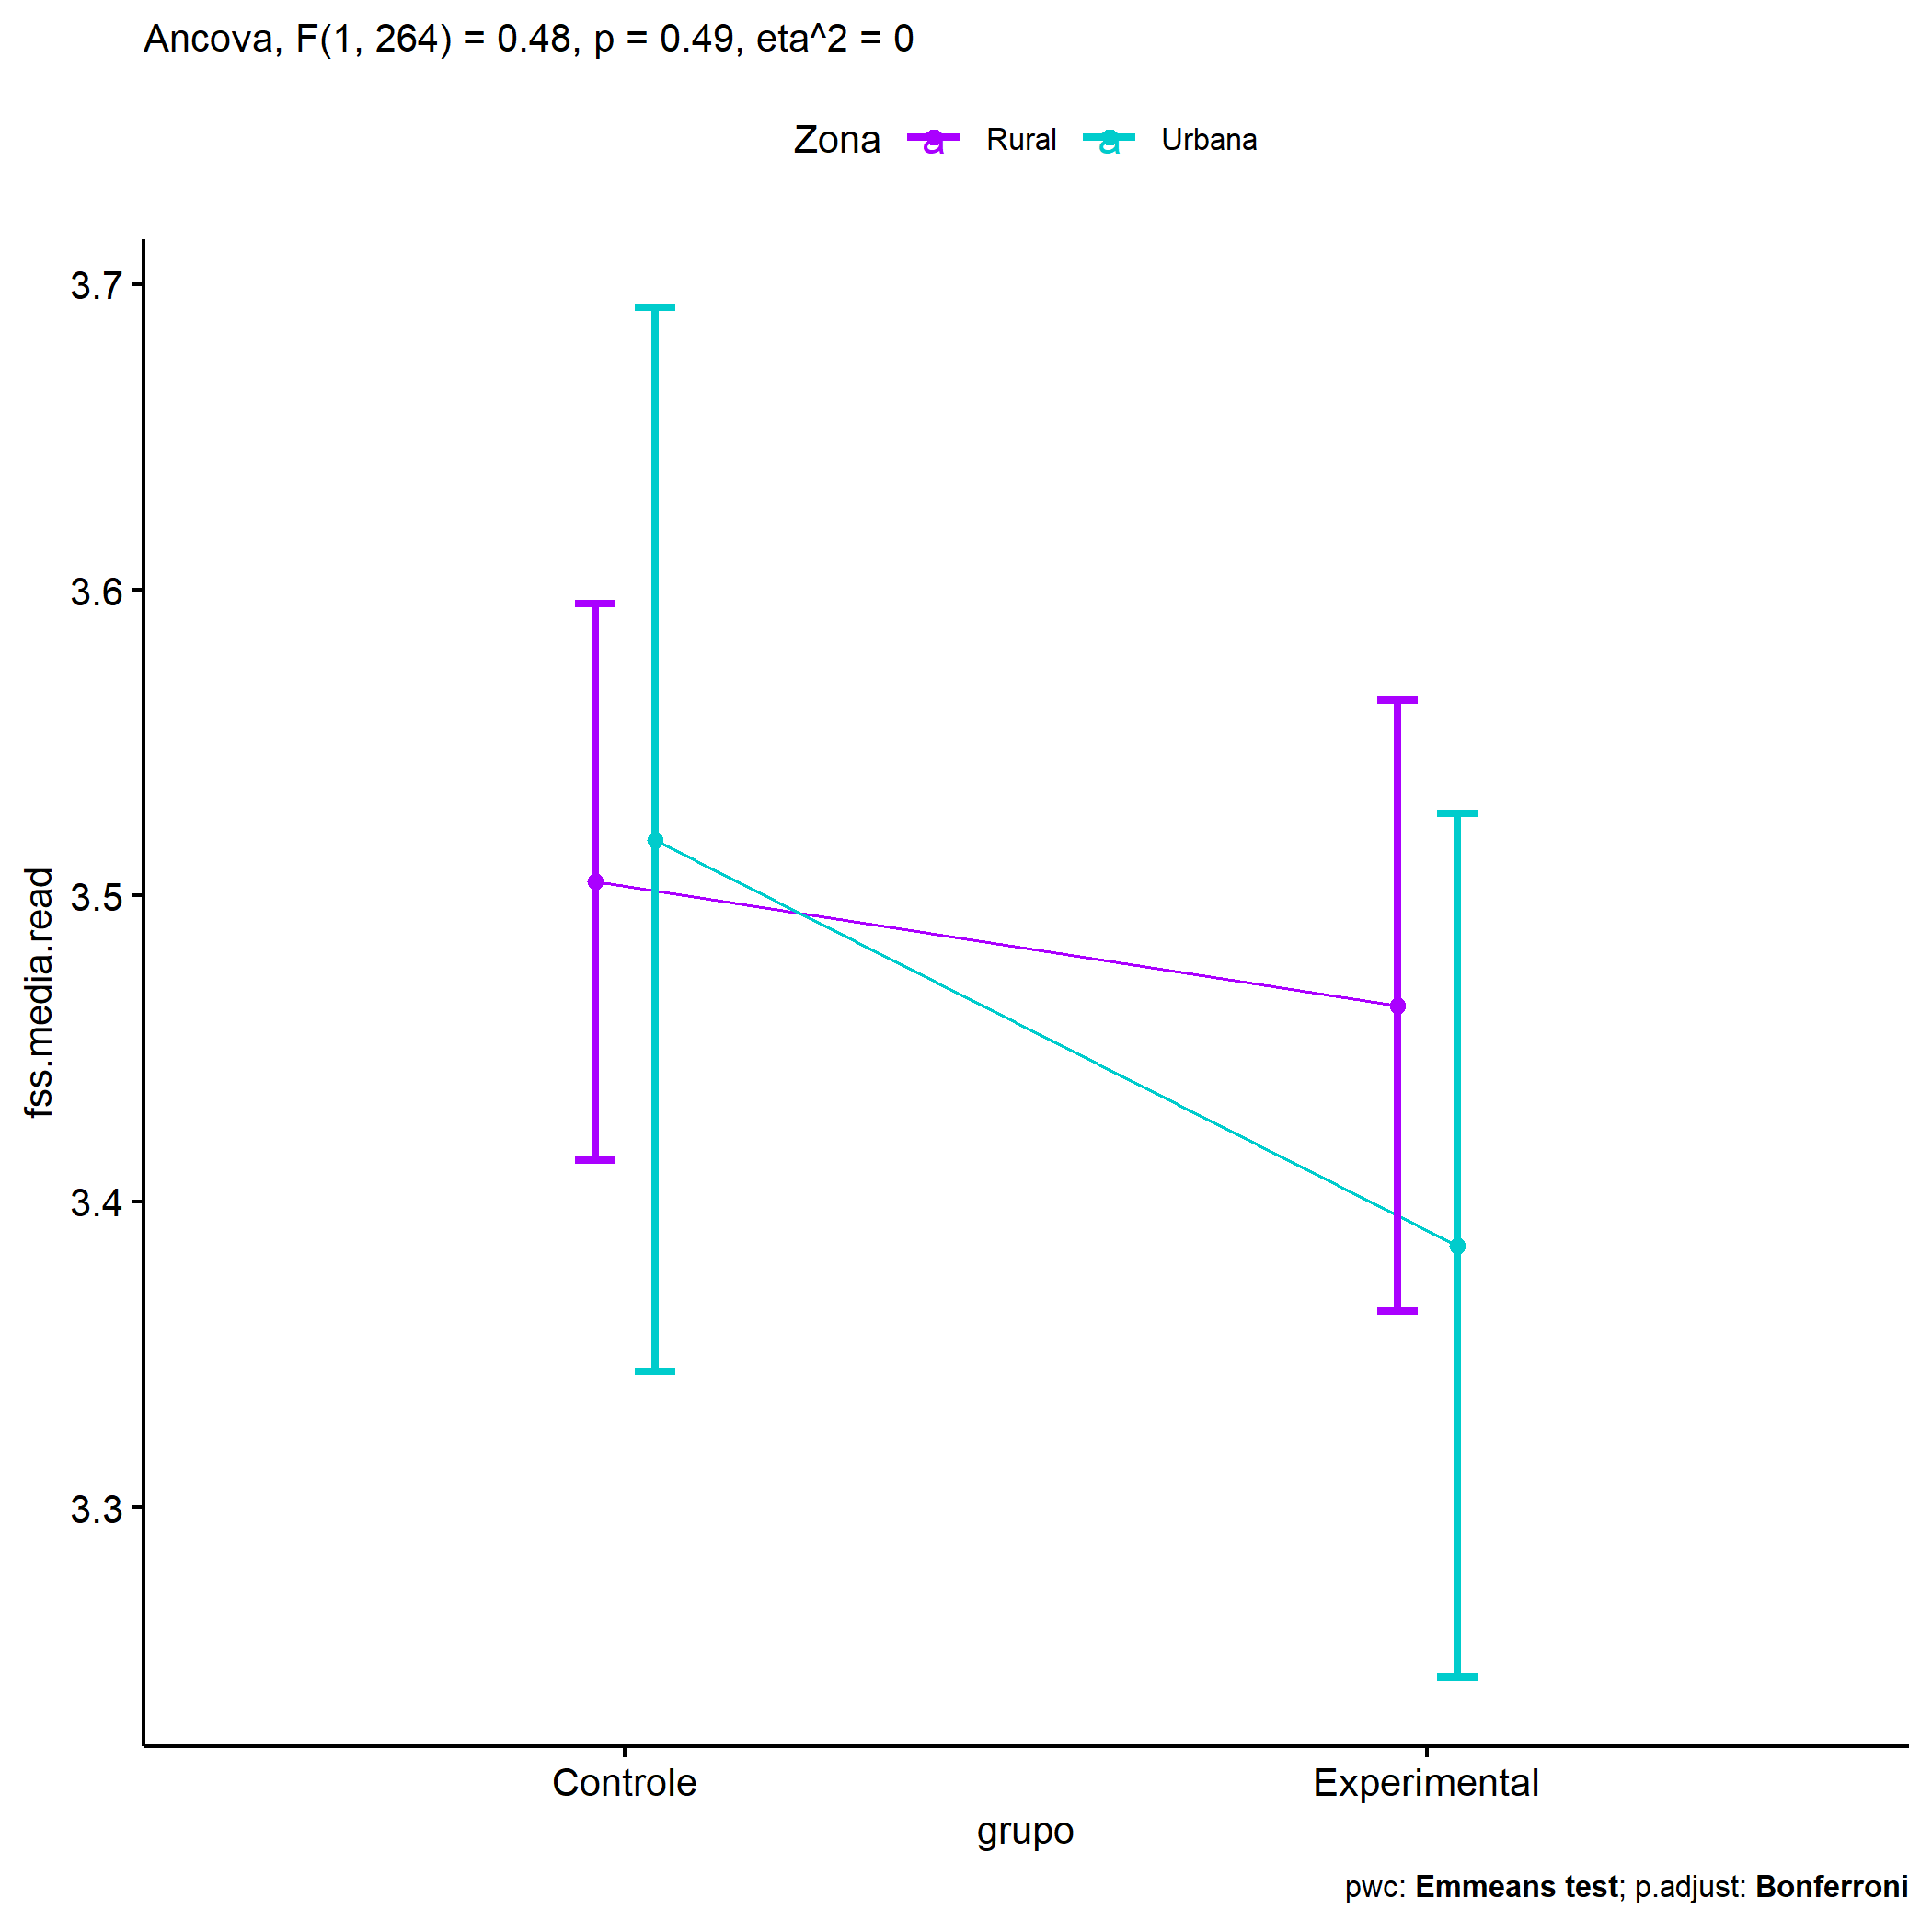 Ancova, F(1, 264) = 0.48, p = 0.49, eta^2 = 0
Zona a Rural a Urbana
3.7
3.6
3.5
3.4
3.3
fss.media.read
Controle Experimental
grupo
pwc: Emmeans test; p.adjust: Bonferroni